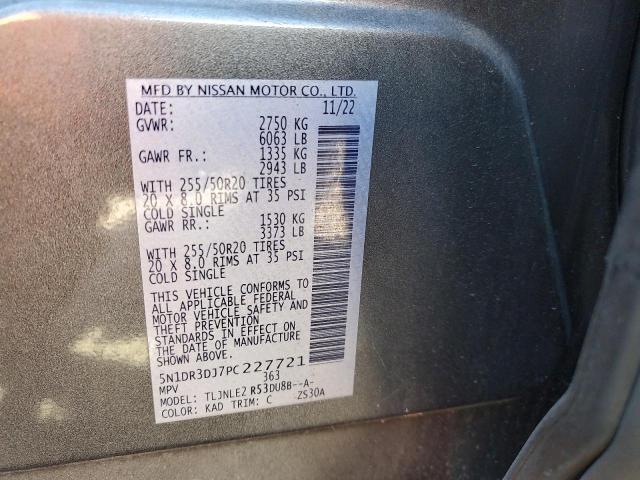 MFD BY NISSAN MOTOR CO., LTD.
DATE: 11/22
GVWR: 2750 KG
6063 LB
GAWR FR.: 1335 KG
2943 LB
WITH 255/50R20 TIRES
20 X 8.0 RIMS AT 35 PSI
COLD SINGLE
GAWR RR.: 1530 KG
3373 LB
WITH 255/50R20 TIRES
20 X 8.0 RIMS AT 35 PSI
COLD SINGLE
THIS VEHICLE CONFORMS TO
ALL APPLICABLE FEDERAL
MOTOR VEHICLE SAFETY AND
THEFT PREVENTION
STANDARDS IN EFFECT ON
THE DATE OF MANUFACTURE
SHOWN ABOVE.
5N1DR3DJ7PC227721
MPV 363
MODEL: TLJNLE2 R53DU8B--A-
COLOR: KAD TRIM: C ZS30A